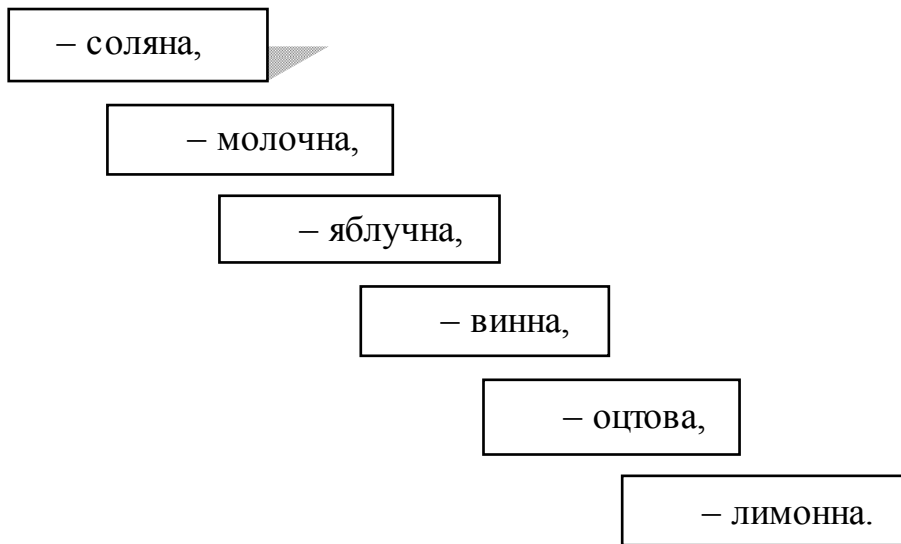 – соляна,
– молочна,
– яблучна,
– винна,
– оцтова,
– лимонна.